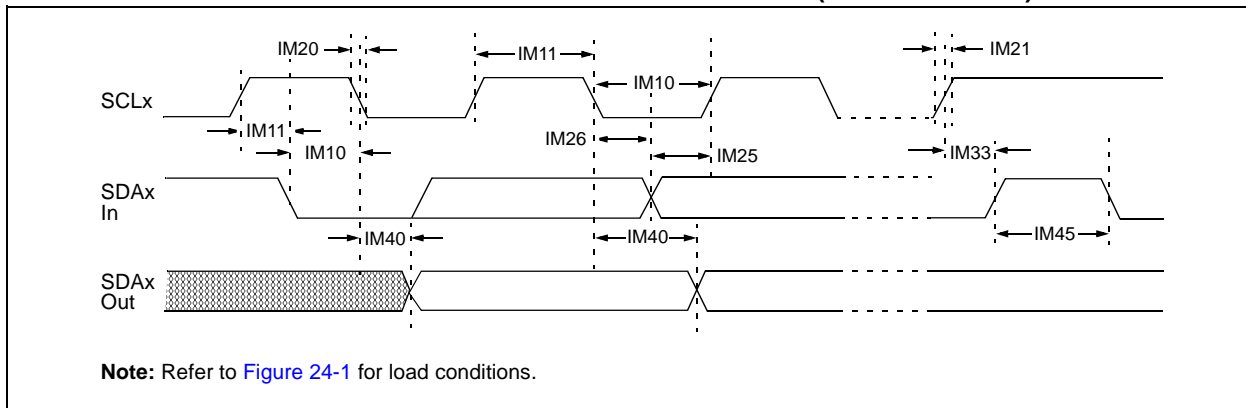 IM20
IM11
IM21
SCLx
IM10
IM11
IM26
IM10
IM25
IM33
SDAx
In
IM40
IM40
IM45
SDAx
Out
Note: Refer to Figure 24-1 for load conditions.